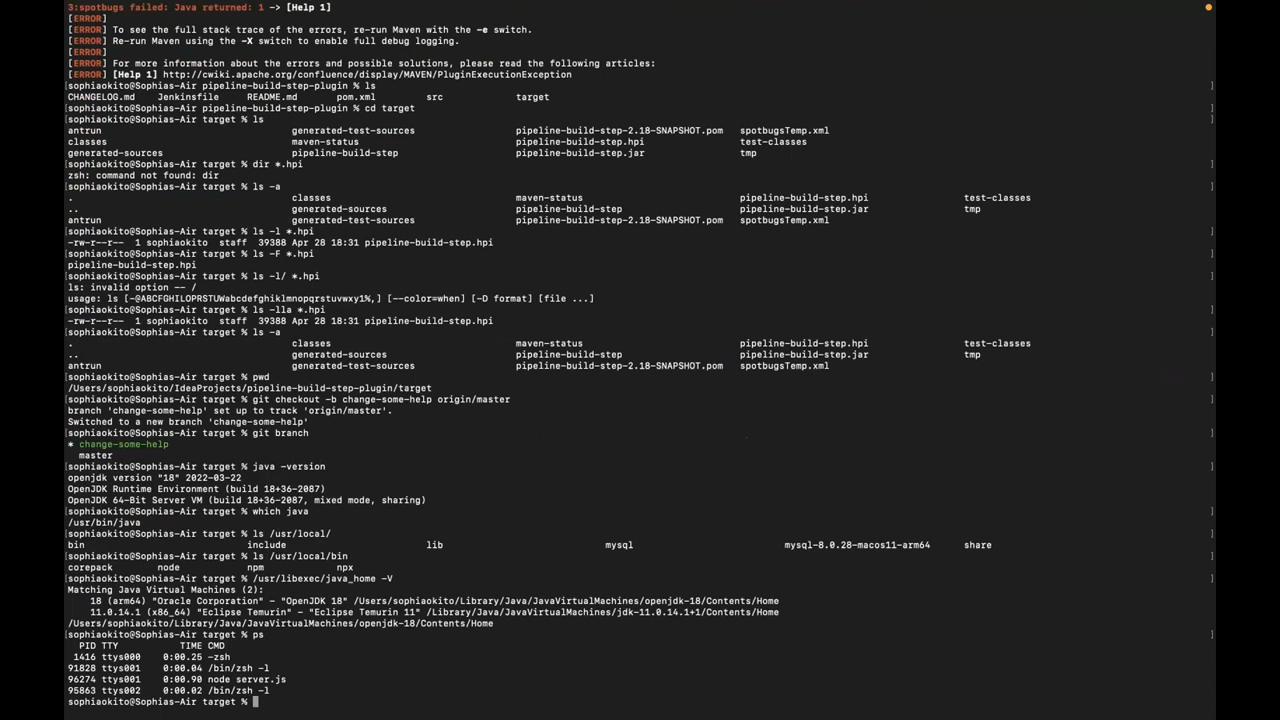 3:spotbugs failed: Java returned: 1 -> [Help 1]
[ERROR]
[ERROR] To see the full stack trace of the errors, re-run Maven with the -e switch.
[ERROR] Re-run Maven using the -X switch to enable full debug logging.
[ERROR]
[ERROR] For more information about the errors and possible solutions, please read the following articles:
[ERROR] [Help 1] http://cwiki.apache.org/confluence/display/MAVEN/PluginExecutionException
[sophiaokito@Sophias-Air pipeline-build-step-plugin % ls ]
CHANGELOG.md Jenkinsfile README.md pom.xml src target
[sophiaokito@Sophias-Air pipeline-build-step-plugin % cd target ]
[sophiaokito@Sophias-Air target % ls ]
antrun generated-test-sources pipeline-build-step-2.18-SNAPSHOT.pom spotbugsTemp.xml
classes maven-status pipeline-build-step.hpi test-classes
generated-sources pipeline-build-step pipeline-build-step.jar tmp
[sophiaokito@Sophias-Air target % dir *.hpi ]
zsh: command not found: dir
[sophiaokito@Sophias-Air target % ls -a ]
. classes maven-status pipeline-build-step.hpi test-classes
.. generated-sources pipeline-build-step pipeline-build-step.jar tmp
antrun generated-test-sources pipeline-build-step-2.18-SNAPSHOT.pom spotbugsTemp.xml
[sophiaokito@Sophias-Air target % ls -l *.hpi ]
-rw-r--r-- 1 sophiaokito staff 39388 Apr 28 18:31 pipeline-build-step.hpi
[sophiaokito@Sophias-Air target % ls -F *.hpi ]
pipeline-build-step.hpi
[sophiaokito@Sophias-Air target % ls -l/ *.hpi ]
ls: invalid option -- /
usage: ls [-@ABCFGHILOPRSTUWabcdefghiklmnopqrstuvwxy1%,] [--color=when] [-D format] [file ...]
[sophiaokito@Sophias-Air target % ls -lla *.hpi ]
-rw-r--r-- 1 sophiaokito staff 39388 Apr 28 18:31 pipeline-build-step.hpi
[sophiaokito@Sophias-Air target % ls -a ]
. classes maven-status pipeline-build-step.hpi test-classes
.. generated-sources pipeline-build-step pipeline-build-step.jar tmp
antrun generated-test-sources pipeline-build-step-2.18-SNAPSHOT.pom spotbugsTemp.xml
[sophiaokito@Sophias-Air target % pwd ]
/Users/sophiaokito/IdeaProjects/pipeline-build-step-plugin/target
[sophiaokito@Sophias-Air target % git checkout -b change-some-help origin/master ]
branch 'change-some-help' set up to track 'origin/master'.
Switched to a new branch 'change-some-help'
[sophiaokito@Sophias-Air target % git branch ]
* change-some-help
master
[sophiaokito@Sophias-Air target % java -version ]
openjdk version "18" 2022-03-22
OpenJDK Runtime Environment (build 18+36-2087)
OpenJDK 64-Bit Server VM (build 18+36-2087, mixed mode, sharing)
[sophiaokito@Sophias-Air target % which java ]
/usr/bin/java
[sophiaokito@Sophias-Air target % ls /usr/local/ ]
bin include lib mysql mysql-8.0.28-macos11-arm64 share
[sophiaokito@Sophias-Air target % ls /usr/local/bin ]
corepack node npm npx
[sophiaokito@Sophias-Air target % /usr/libexec/java_home -V ]
Matching Java Virtual Machines (2):
18 (arm64) "Oracle Corporation" - "OpenJDK 18" /Users/sophiaokito/Library/Java/JavaVirtualMachines/openjdk-18/Contents/Home
11.0.14.1 (x86_64) "Eclipse Temurin" - "Eclipse Temurin 11" /Users/sophiaokito/Library/Java/JavaVirtualMachines/jdk-11.0.14.1+1/Contents/Home
/Users/sophiaokito/Library/Java/JavaVirtualMachines/openjdk-18/Contents/Home
[sophiaokito@Sophias-Air target % ps ]
PID TTY TIME CMD
1416 ttys000 0:00.25 -zsh
91828 ttys001 0:00.04 /bin/zsh -l
96274 ttys001 0:00.90 node server.js
95863 ttys002 0:00.02 /bin/zsh -l
sophiaokito@Sophias-Air target %